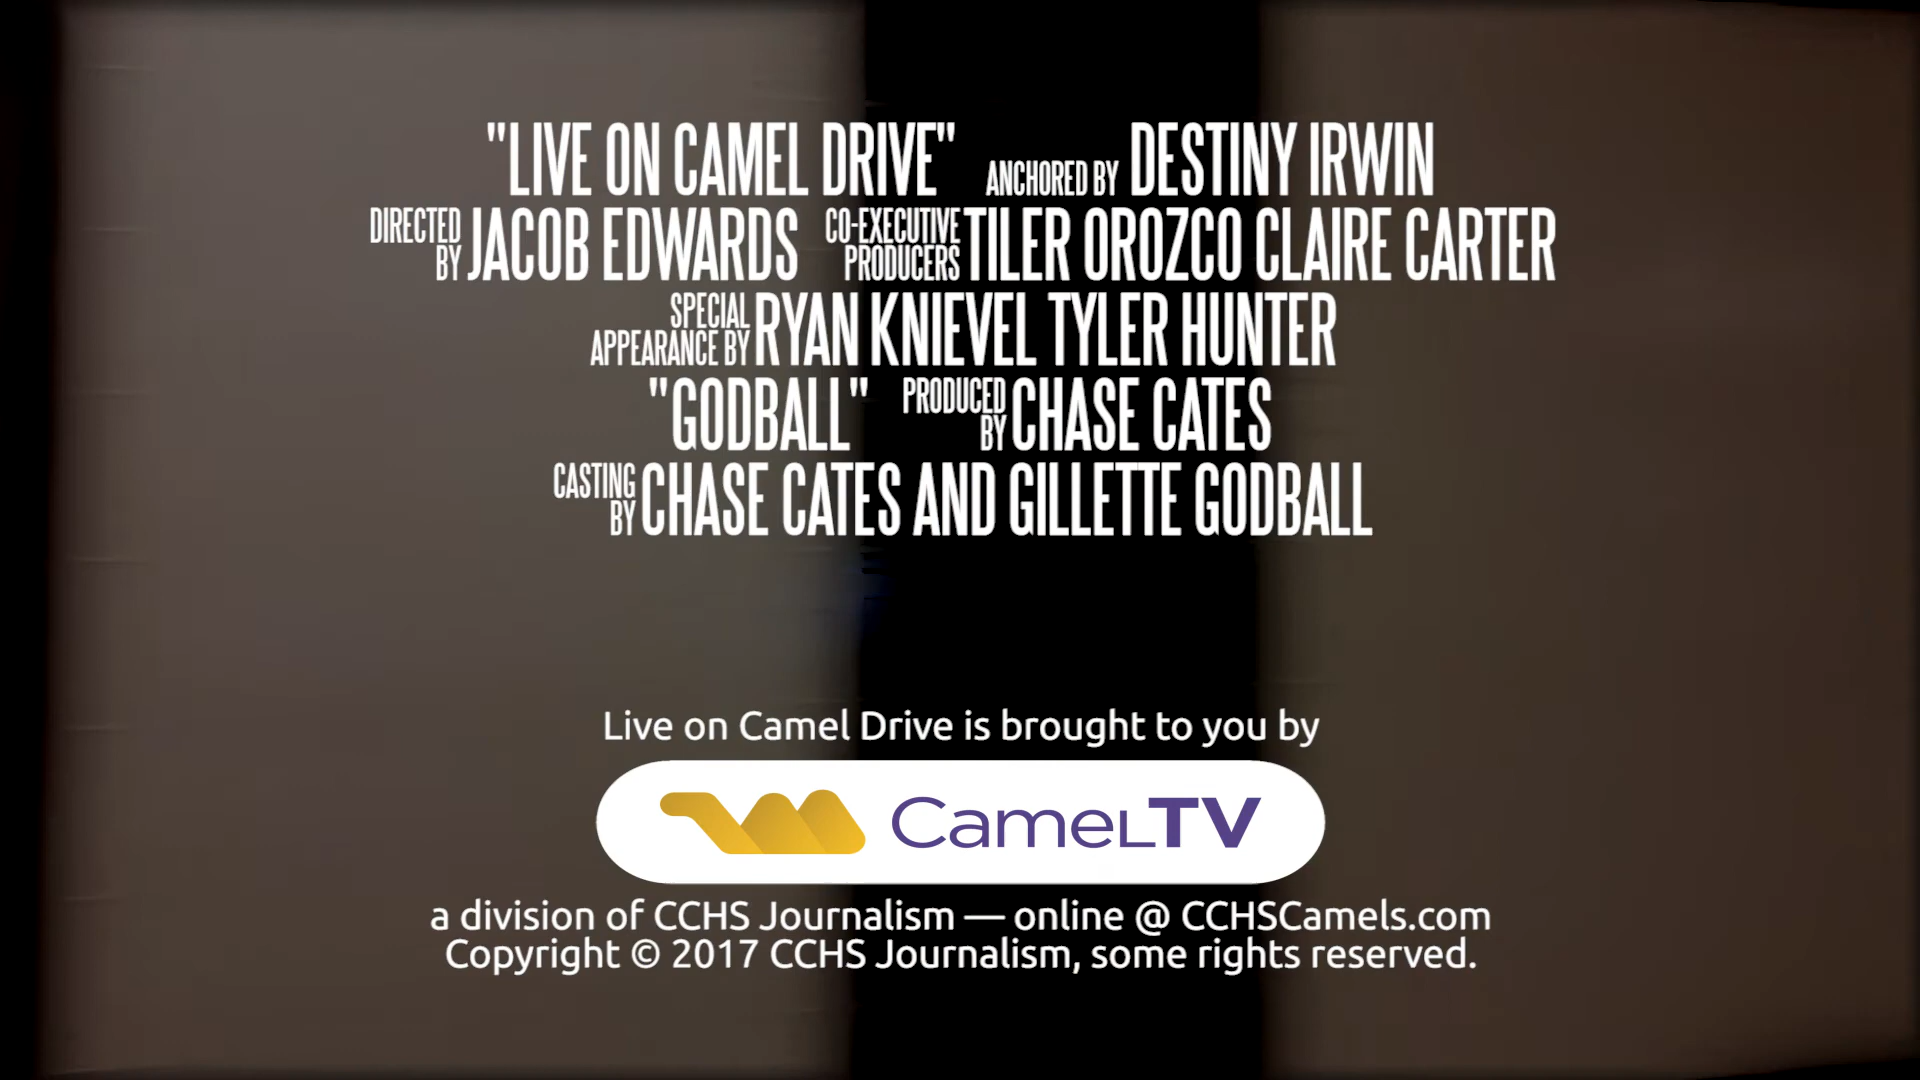 "LIVE ON CAMEL DRIVE" ANCHORED BY DESTINY IRWIN
DIRECTED BY JACOB EDWARDS CO-EXECUTIVE PRODUCERS TILER OROZCO CLAIRE CARTER
SPECIAL APPEARANCE BY RYAN KNIEVEL TYLER HUNTER
"GODBALL" PRODUCED BY CHASE CATES
CASTING BY CHASE CATES AND GILLETTE GODBALL
Live on Camel Drive is brought to you by
CameLTV
a division of CCHS Journalism — online @ CCHSCamels.com
Copyright © 2017 CCHS Journalism, some rights reserved.